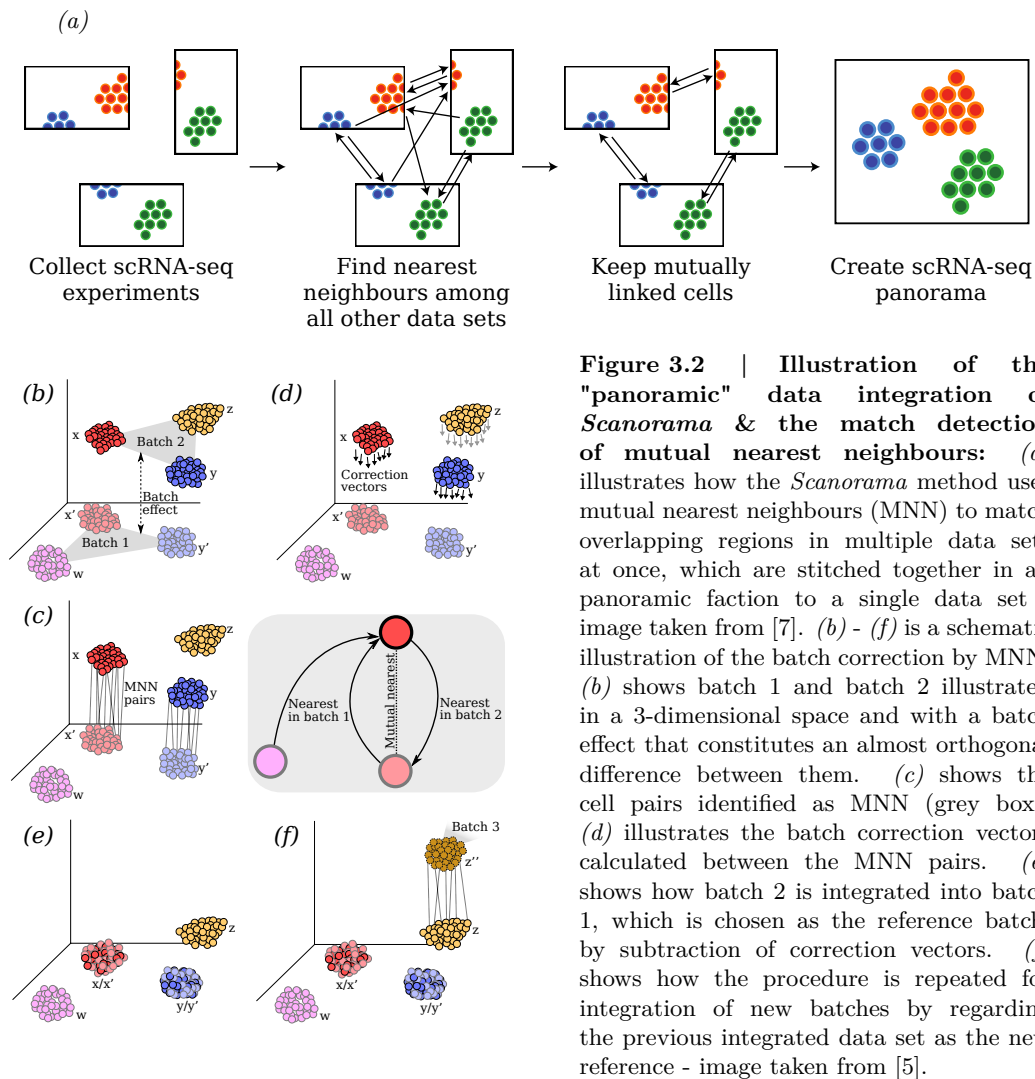 (a)
Collect scRNA-seq
experiments
Find nearest
neighbours among
all other data sets
Keep mutually
linked cells
Create scRNA-seq
panorama
(b)
x
z
Batch 2
y
Batch
effect
x'
Batch 1
y'
w
(d)
x
z
y
Correction
vectors
x'
y'
w
(c)
x
z
MNN
pairs
y
x'
y'
w
Nearest
in batch 1
Mutual nearest
Nearest
in batch 2
(e)
z
x/x'
y/y'
w
(f)
Batch 3
z''
z
x/x'
y/y'
w
Figure 3.2 | Illustration of th
"panoramic" data integration o
Scanorama & the match detectio
of mutual nearest neighbours: (a
illustrates how the Scanorama method use
mutual nearest neighbours (MNN) to matc
overlapping regions in multiple data set
at once, which are stitched together in a
panoramic faction to a single data set
image taken from [7]. (b) - (f) is a schemati
illustration of the batch correction by MNN
(b) shows batch 1 and batch 2 illustrate
in a 3-dimensional space and with a batc
effect that constitutes an almost orthogona
difference between them. (c) shows th
cell pairs identified as MNN (grey box
(d) illustrates the batch correction vector
calculated between the MNN pairs. (e
shows how batch 2 is integrated into batc
1, which is chosen as the reference batch
by subtraction of correction vectors. (f
shows how the procedure is repeated fo
integration of new batches by regardin
the previous integrated data set as the ne
reference - image taken from [5].